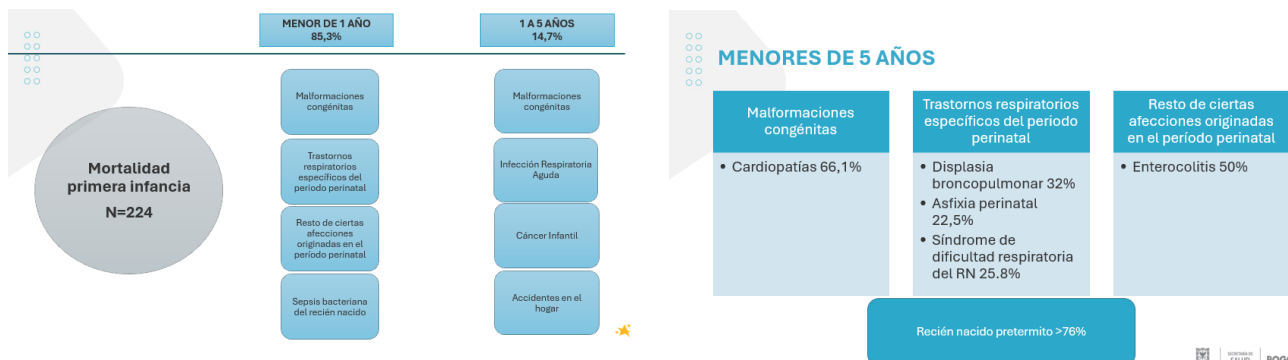 MENOR DE 1 AÑO
85,3%
1 A 5 AÑOS
14,7%
Mortalidad
primera infancia
N=224
Malformaciones
congénitas
Trastornos
respiratorios
específicos del
periodo perinatal
Resto de ciertas
afecciones
originadas en el
período perinatal
Sepsis bacteriana
del recién nacido
Malformaciones
congénitas
Infección Respiratoria
Aguda
Cáncer Infantil
Accidentes en el
hogar
MENORES DE 5 AÑOS
Malformaciones
congénitas
• Cardiopatías 66,1%
Trastornos respiratorios
específicos del periodo
perinatal
• Displasia
broncopulmonar 32%
• Asfixia perinatal
22,5%
• Síndrome de
dificultad respiratoria
del RN 25.8%
Resto de ciertas
afecciones originadas
en el período perinatal
• Enterocolitis 50%
Recién nacido pretermito >76%